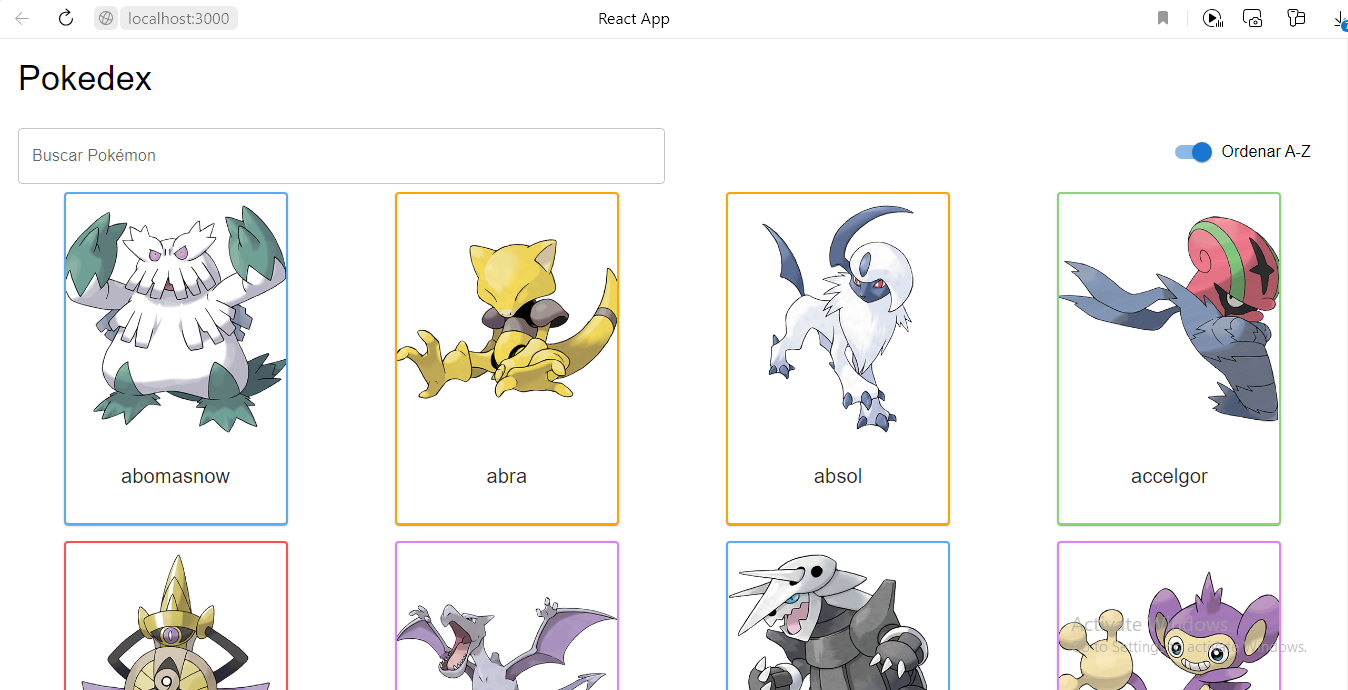 localhost:3000
React App
Pokedex
Buscar Pokémon
Ordenar A-Z
abomasnow
abra
absol
accelgor
Activate Windows
Go to Settings to activate Windows.